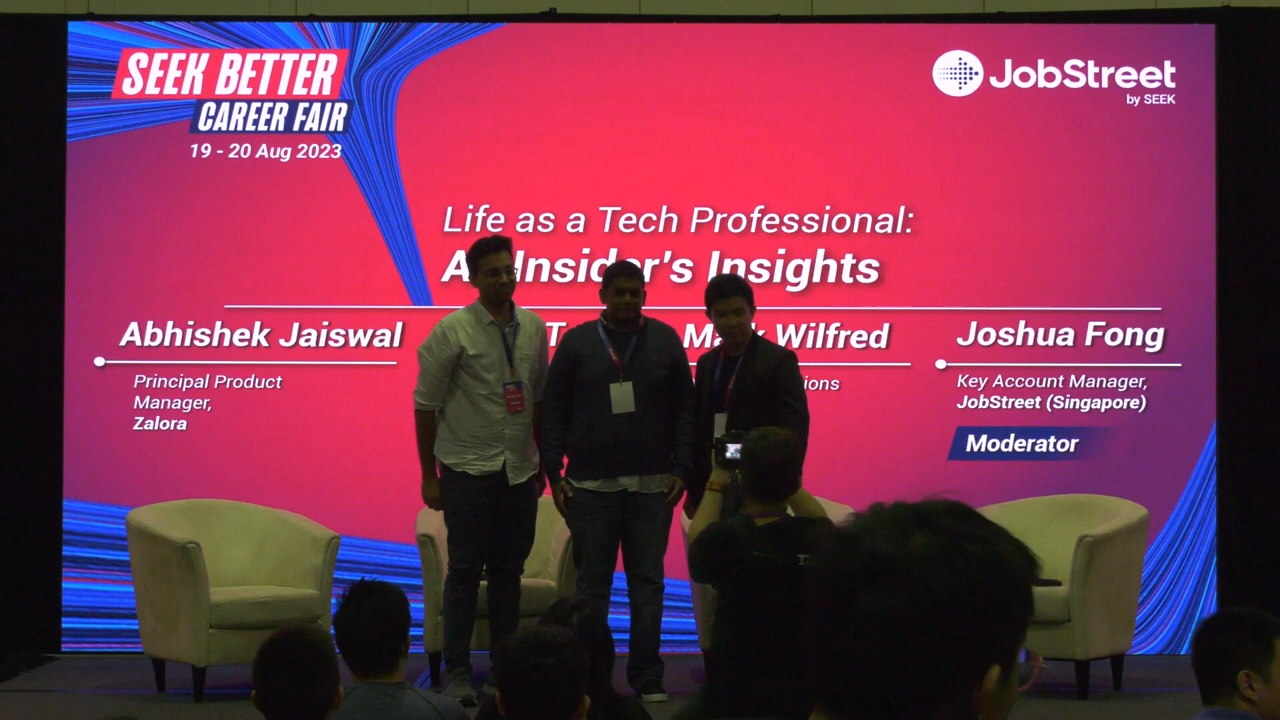 SEEK BETTER
CAREER FAIR
19 - 20 Aug 2023
JobStreet
by SEEK
Life as a Tech Professional:
Insider's Insights
Abhishek Jaiswal
Wilfred
Joshua Fong
Principal Product
Manager,
Zalora
Key Account Manager,
JobStreet (Singapore)
Moderator